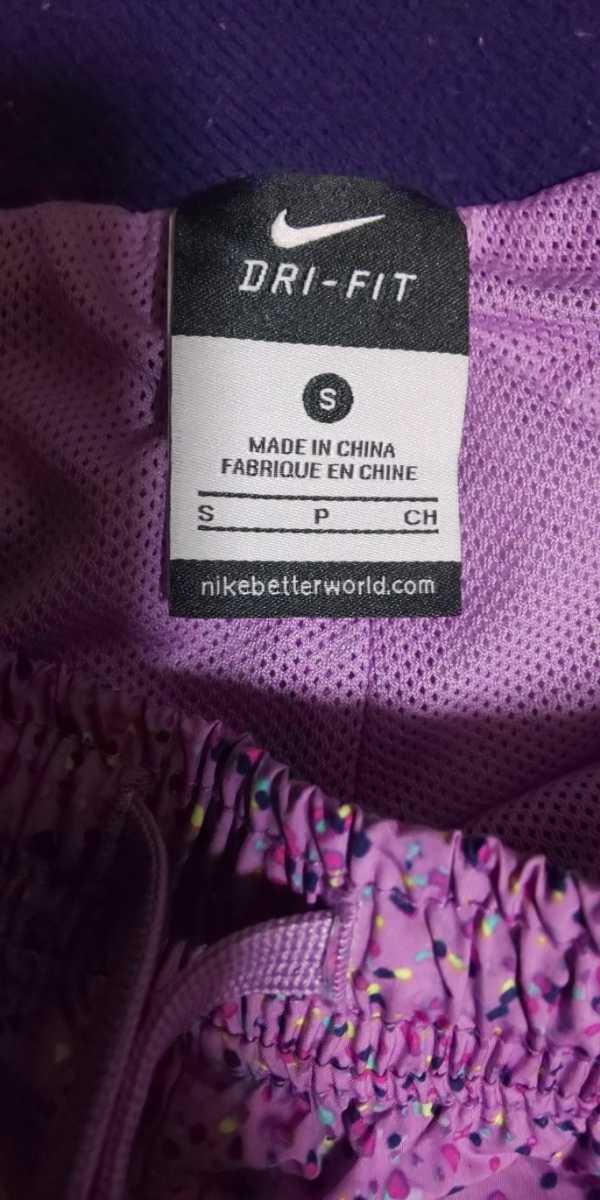 DRI-FIT
S
MADE IN CHINA
FABRIQUE EN CHINE
S P CH
nikebetterworld.com